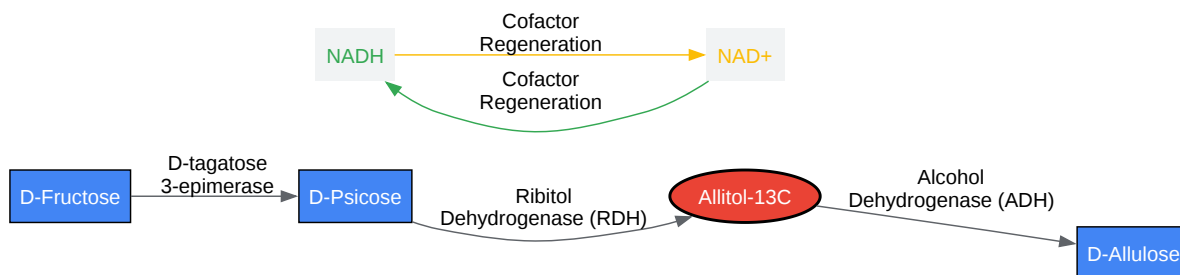 Cofactor
Regeneration
NADH
NAD+
Cofactor
Regeneration
D-tagatose
3-epimerase
D-Fructose
D-Psicose
Ribitol
Dehydrogenase (RDH)
Allitol-13C
Alcohol
Dehydrogenase (ADH)
D-Allulose